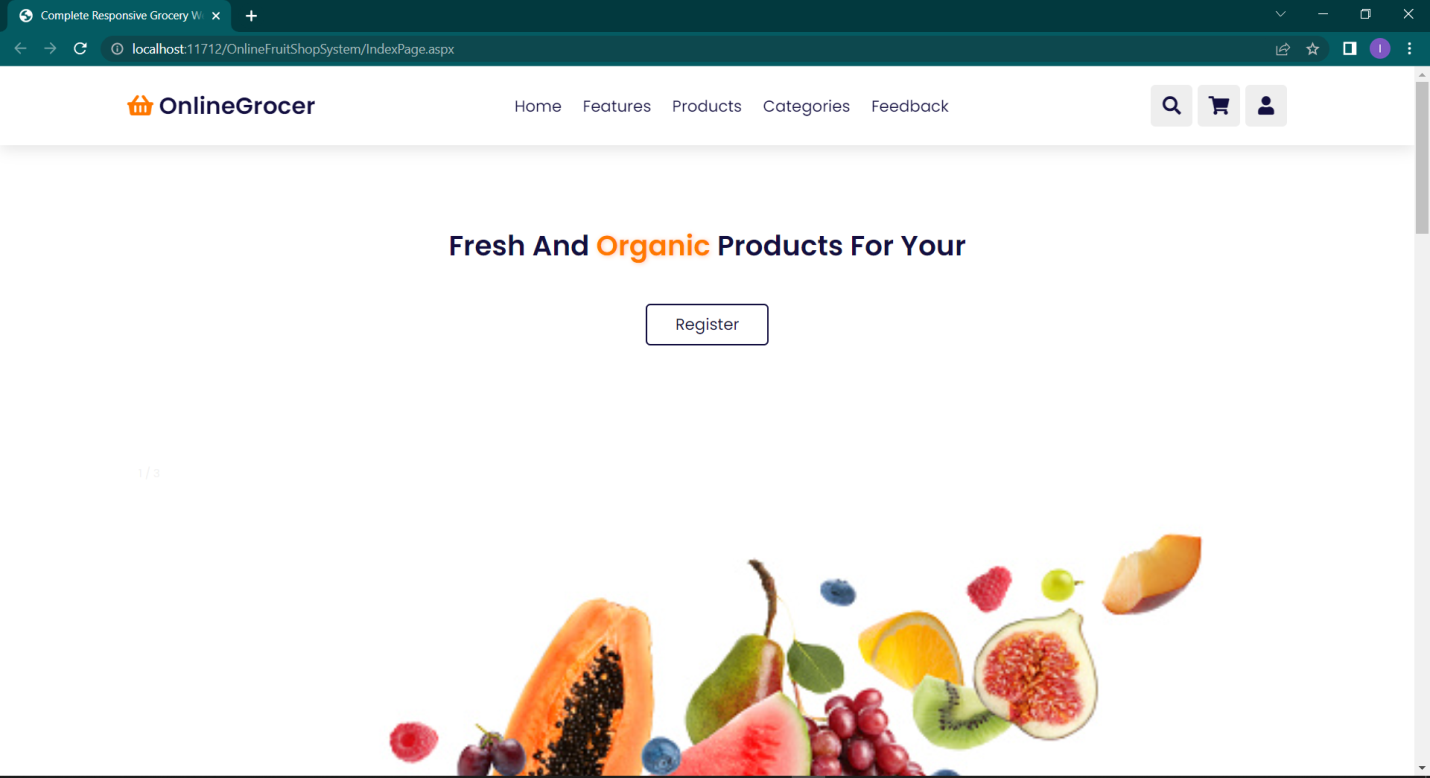 Complete Responsive Grocery W
localhost:11712/OnlineFruitShopSystem/IndexPage.aspx
I
OnlineGrocer
Home Features Products Categories Feedback
Fresh And Organic Products For Your
Register
1 / 3